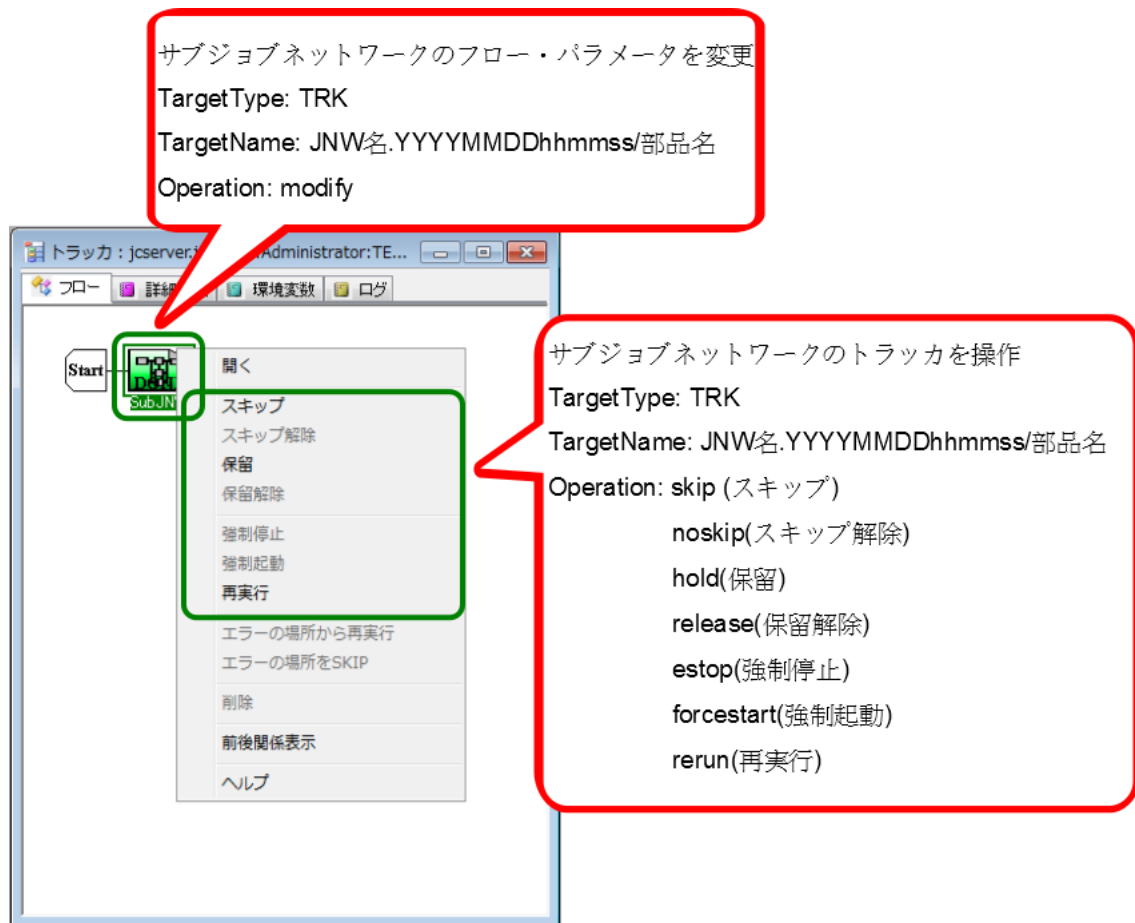 サブジョブネットワークのフロー・パラメータを変更
TargetType: TRK
TargetName: JNW名.YYYYMMDDhhmmss/部品名
Operation: modify
トラッカ : jcserver. Administrator:TE...
フロー 詳細 環境変数 ログ
Start
SubJN
開く
スキップ
スキップ解除
保留
保留解除
強制停止
強制起動
再実行
エラーの場所から再実行
エラーの場所をSKIP
削除
前後関係表示
ヘルプ
サブジョブネットワークのトラッカを操作
TargetType: TRK
TargetName: JNW名.YYYYMMDDhhmmss/部品名
Operation: skip (スキップ)
noskip(スキップ解除)
hold(保留)
release(保留解除)
estop(強制停止)
forcestart(強制起動)
rerun(再実行)